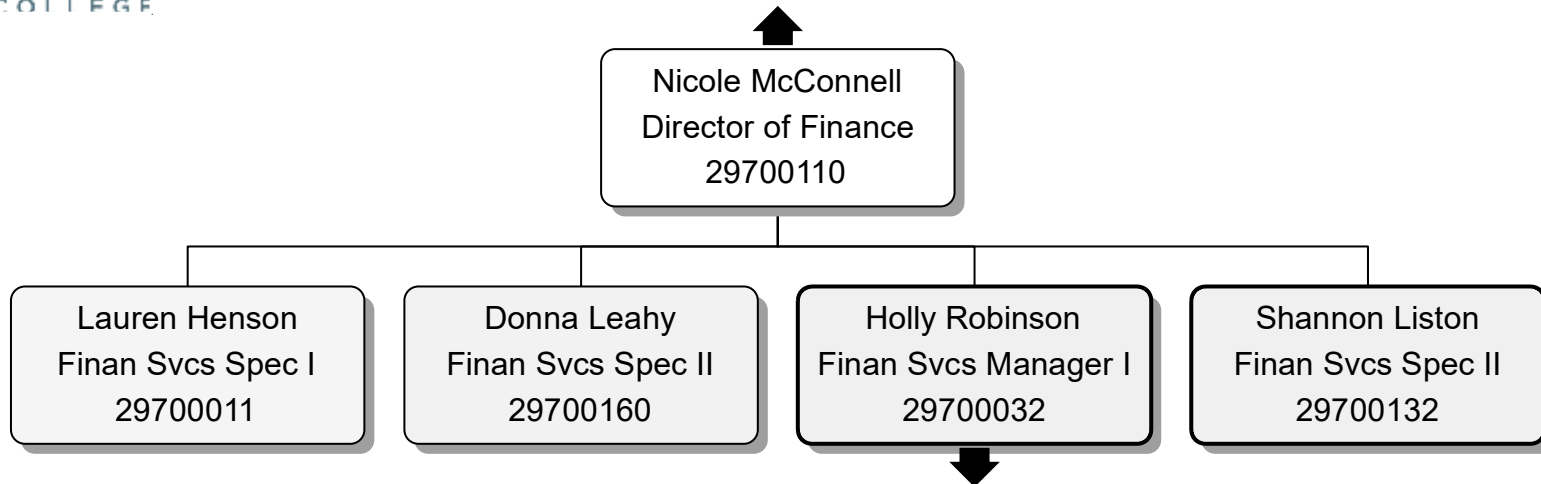 COLLEGE
Nicole McConnell
Director of Finance
29700110
Lauren Henson
Finan Svcs Spec I
29700011
Donna Leahy
Finan Svcs Spec II
29700160
Holly Robinson
Finan Svcs Manager I
29700032
Shannon Liston
Finan Svcs Spec II
29700132